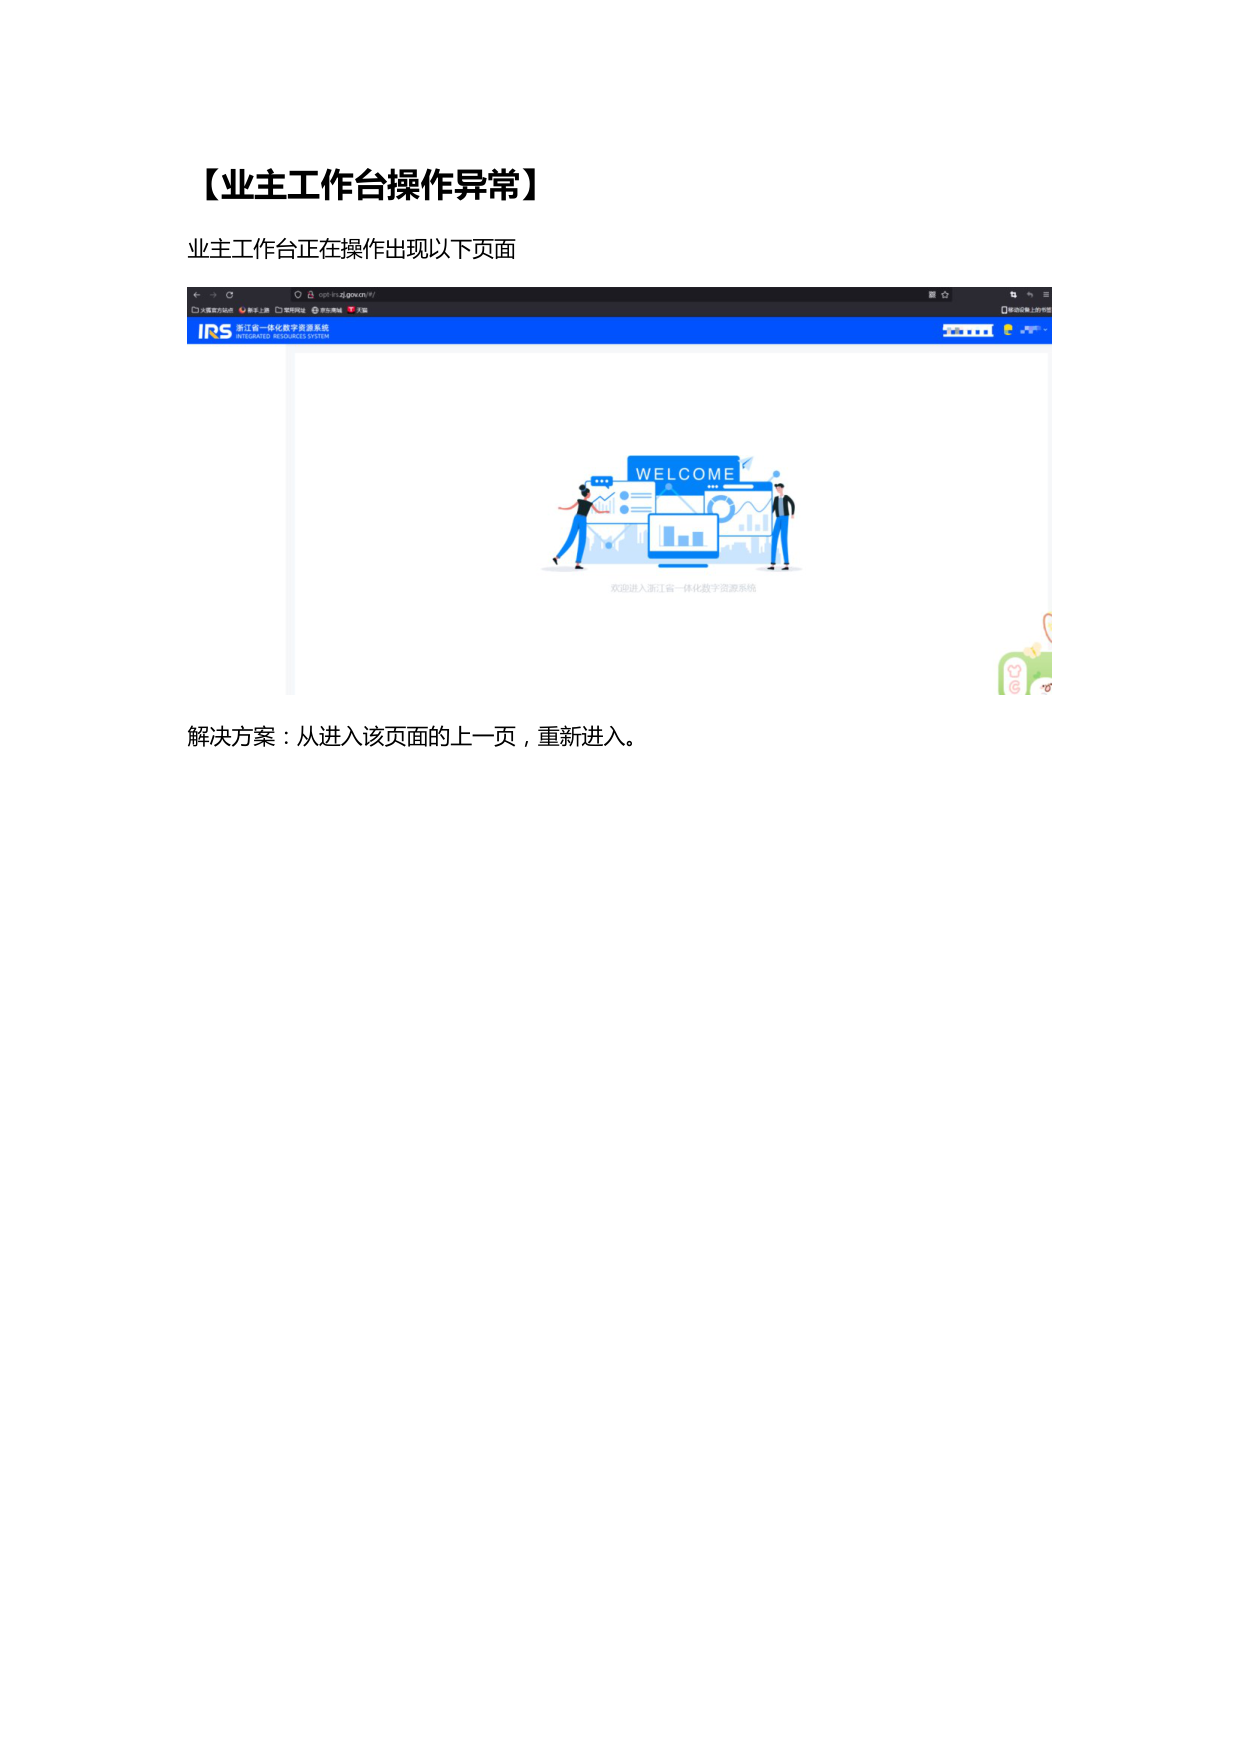 【业主工作台操作异常】
业主工作台正在操作出现以下页面
opt-irs.zj.gov.cn/#/
火狐官方站点 新手上路 常用网址 京东商城 天猫 移动设备上的书签
IRS 浙江省一体化数字资源系统
INTEGRATED RESOURCES SYSTEM
WELCOME
欢迎进入浙江省一体化数字资源系统
解决方案：从进入该页面的上一页，重新进入。